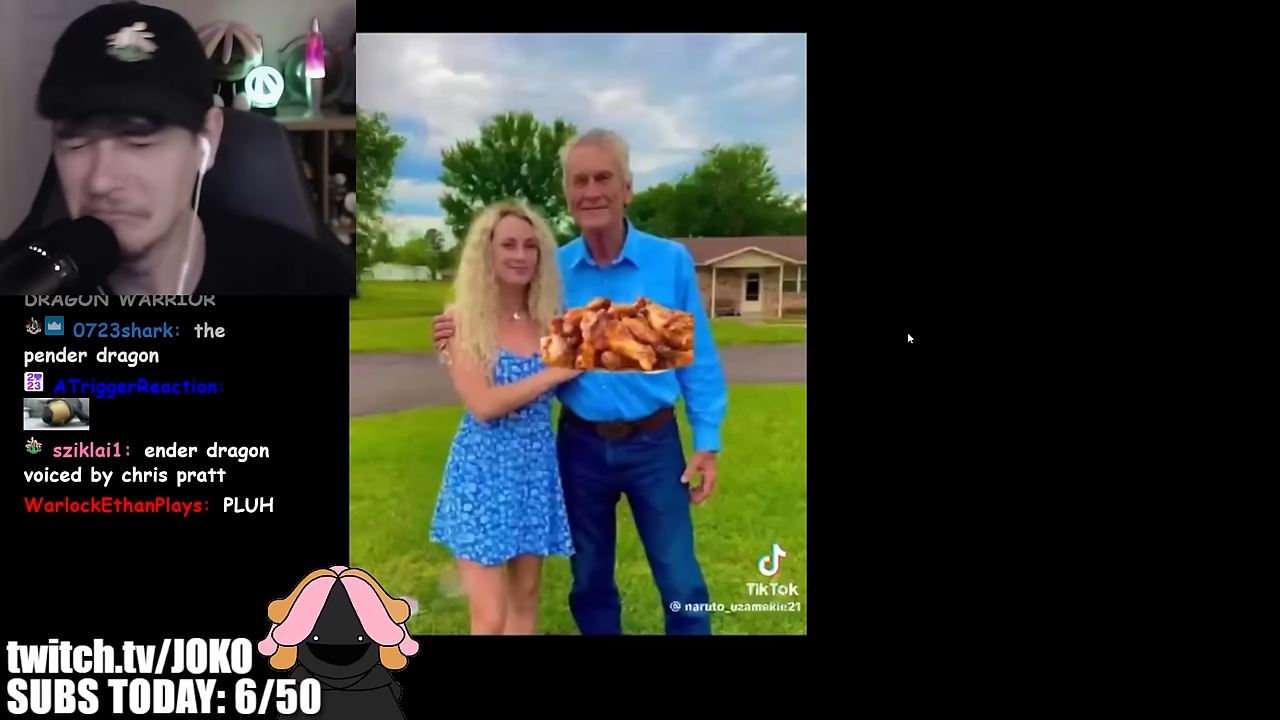 DRAGON WARRIOR
0723shark: the
pender dragon
ATriggerReaction:
sziklai1: ender dragon
voiced by chris pratt
WarlockEthanPlays: PLUH
twitch.tv/JOKO
SUBS TODAY: 6/50
TikTok
@ naruto_uzamekie21